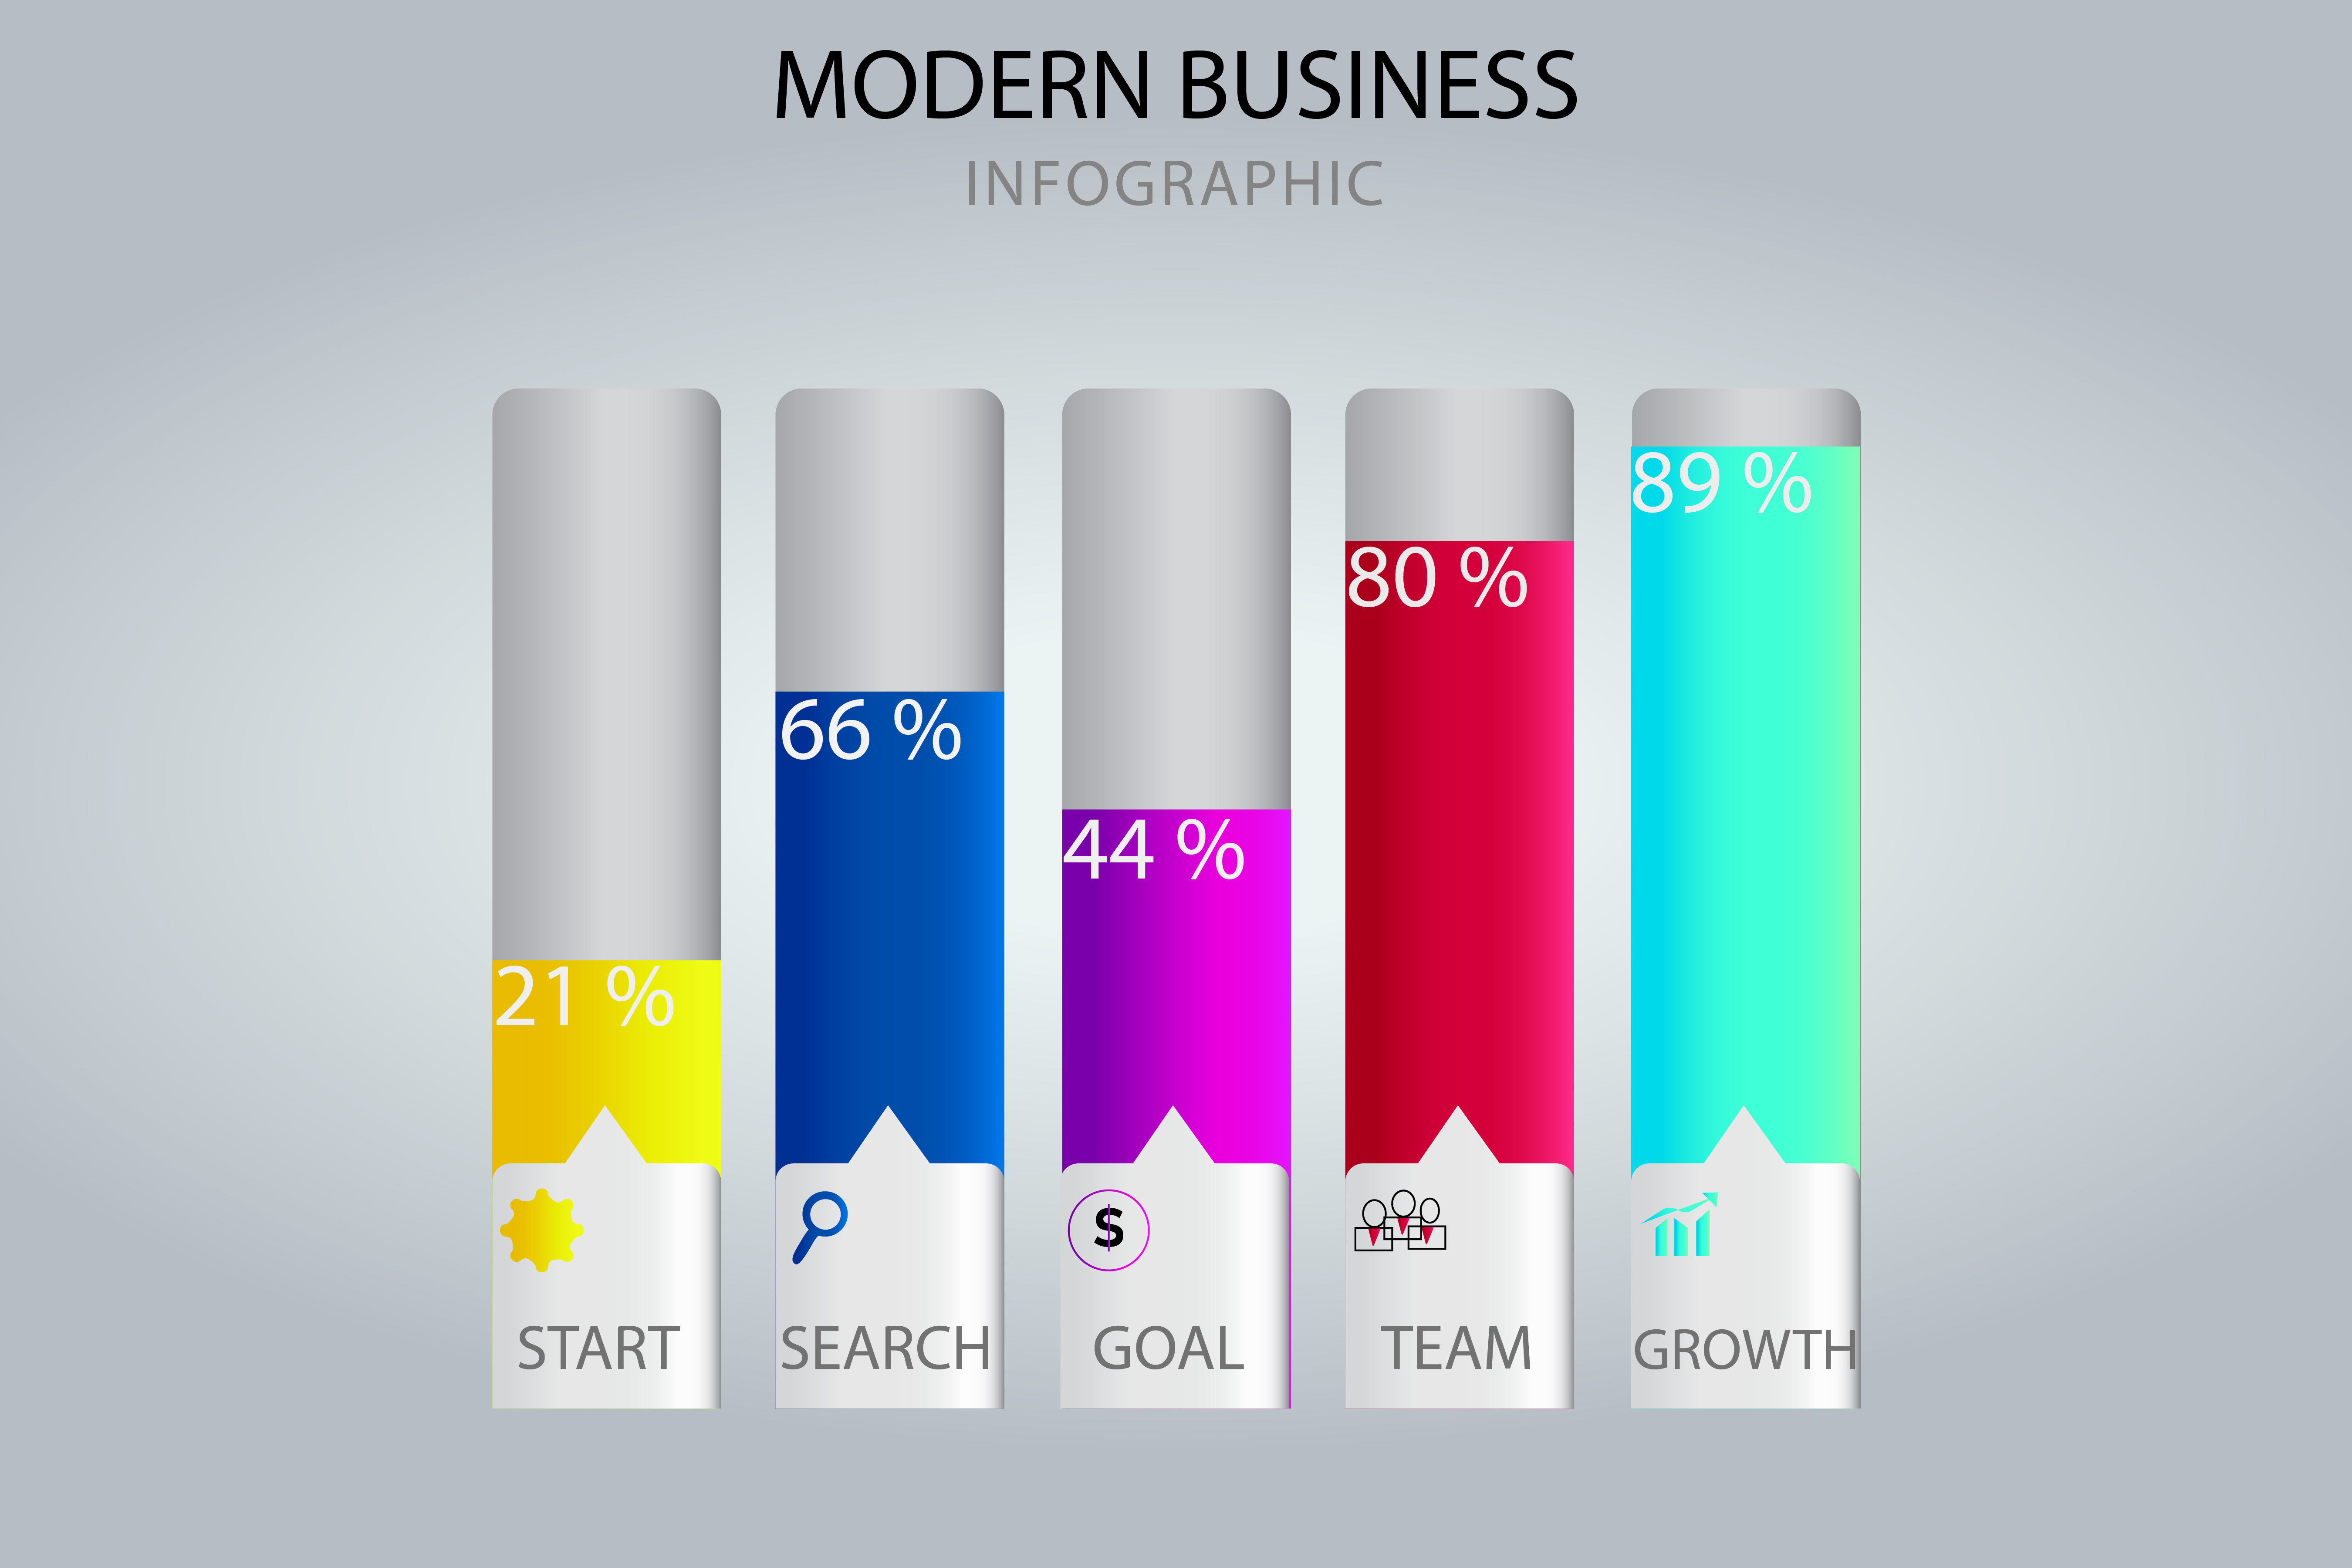 MODERN BUSINESS
INFOGRAPHIC
21 %
66 %
44 %
80 %
89 %
$
START
SEARCH
GOAL
TEAM
GROWTH